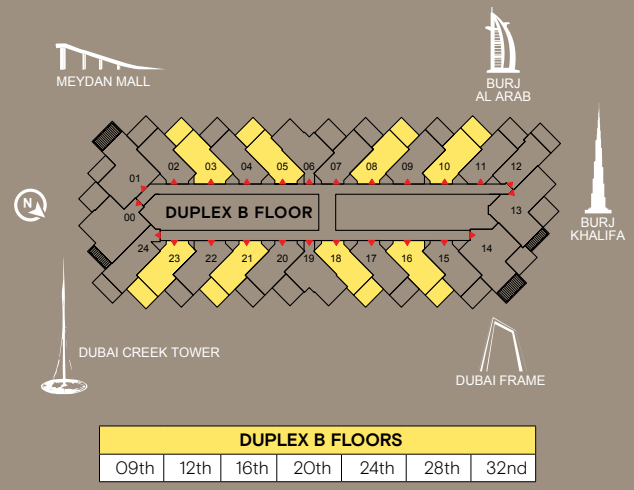 MEYDAN MALL
BURJ
AL ARAB
02 03 04 05 06 07 08 09 10 11 12
01
N
00
DUPLEX B FLOOR
13
BURJ
KHALIFA
24 23 22 21 20 19 18 17 16 15 14
DUBAI CREEK TOWER
DUBAI FRAME
DUPLEX B FLOORS
09th 12th 16th 20th 24th 28th 32nd